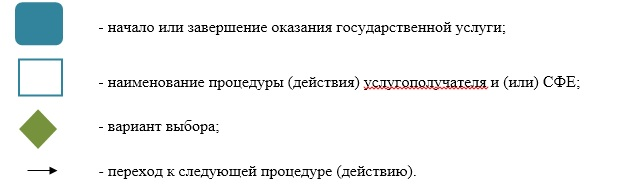 - начало или завершение оказания государственной услуги;
- наименование процедуры (действия) услугополучателя и (или) СФЕ;
- вариант выбора;
- переход к следующей процедуре (действию).